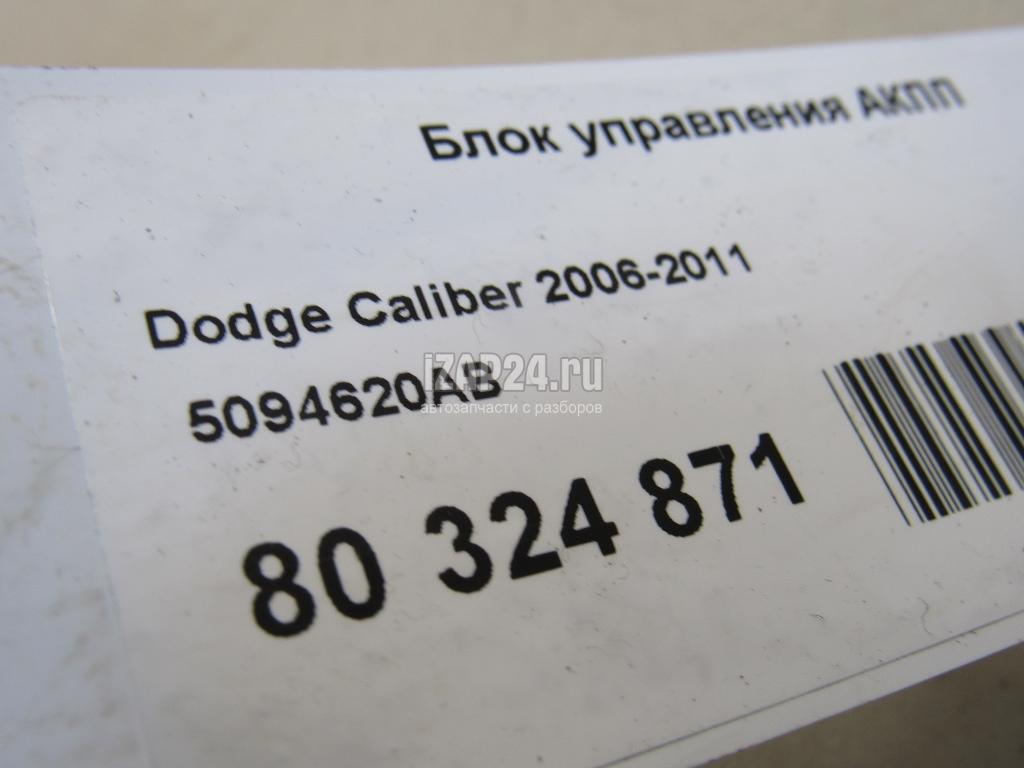 Блок управления АКПП
Dodge Caliber 2006-2011
5094620AB
iZAP24.ru
автозапчасти с разборов
80 324 871